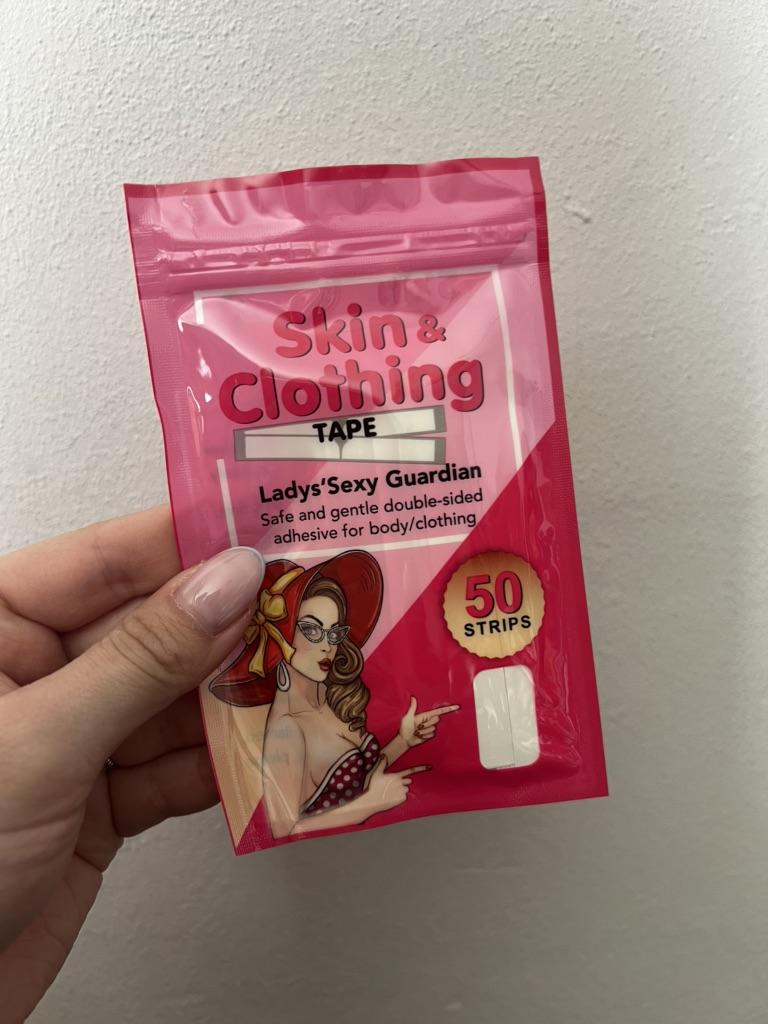 Skin &
Clothing
TAPE
Ladys'Sexy Guardian
Safe and gentle double-sided
adhesive for body/clothing
50
STRIPS